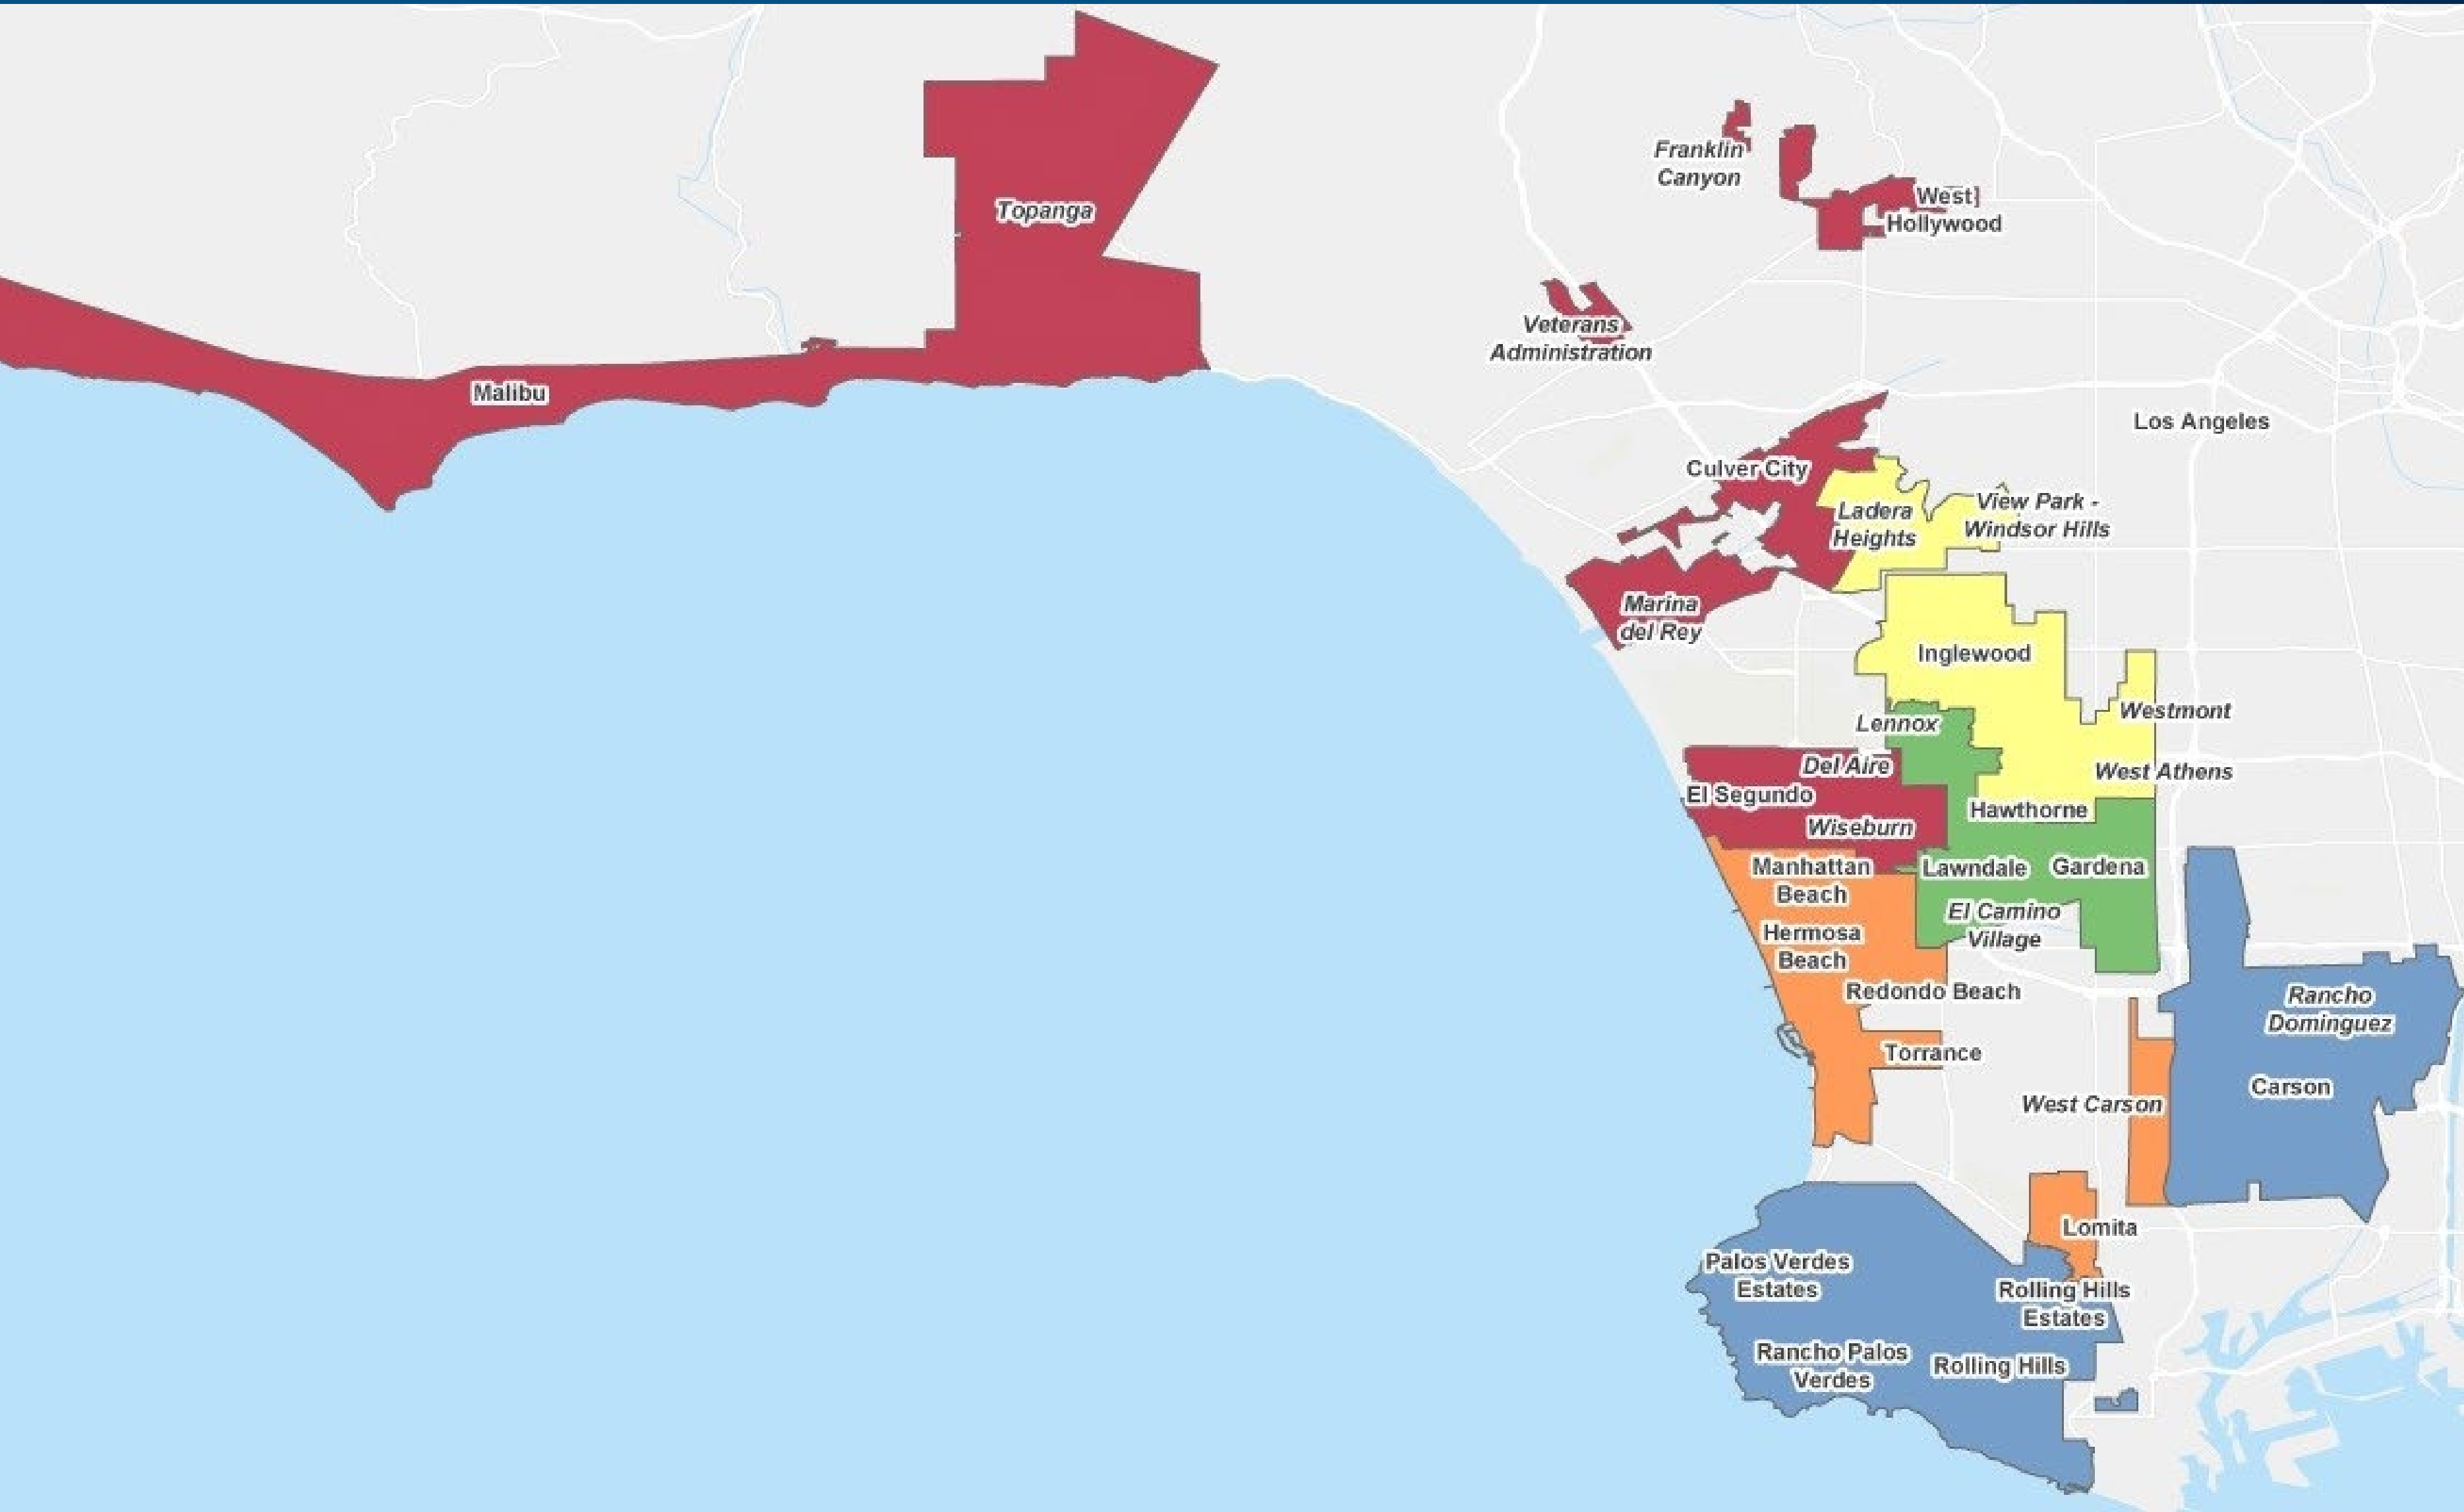 Franklin
Canyon
West
Hollywood
Topanga
Veterans
Administration
Malibu
Los Angeles
Culver City
Ladera
Heights
View Park -
Windsor Hills
Marina
del Rey
Inglewood
Lennox
Westmont
Del Aire
West Athens
El Segundo
Hawthorne
Wiseburn
Manhattan
Beach
Lawndale
Gardena
El Camino
Village
Hermosa
Beach
Redondo Beach
Rancho
Dominguez
Torrance
Carson
West Carson
Lomita
Palos Verdes
Estates
Rolling Hills
Estates
Rancho Palos
Verdes
Rolling Hills